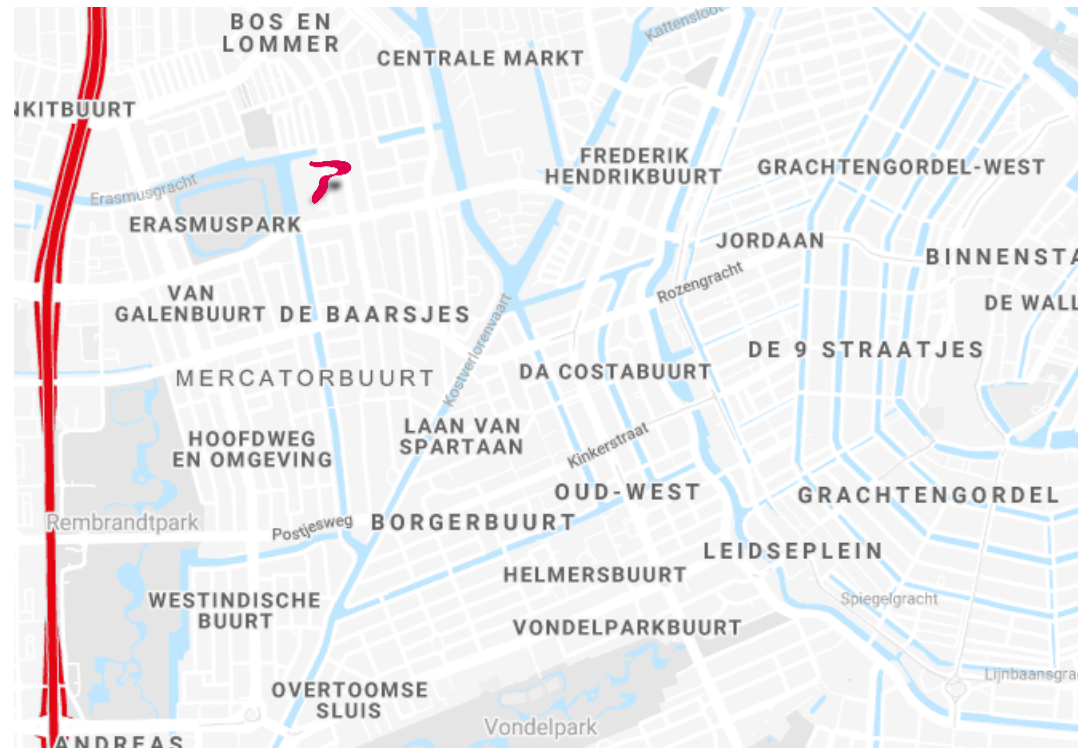 BOS EN
LOMMER
Kattensloot
CENTRALE MARKT
NKITBUURT
FREDERIK
HENDRIKBUURT
GRACHTENGORDEL-WEST
Erasmusgracht
ERASMUSPARK
JORDAAN
BINNENSTA
Rozengracht
VAN
GALENBUURT
DE BAARSJES
DE WALL
Kostverlorenvaart
DE 9 STRAATJES
MERCATORBUURT
DA COSTABUURT
LAAN VAN
SPARTAAN
HOOFDWEG
EN OMGEVING
Kinkerstraat
OUD-WEST
GRACHTENGORDEL
Rembrandtpark
Postjesweg
BORGERBUURT
LEIDSEPLEIN
HELMERSBUURT
WESTINDISCHE
BUURT
Spiegelgracht
VONDELPARKBUURT
Lijnbaansgra
OVERTOOMSE
SLUIS
Vondelpark
ANDREAS